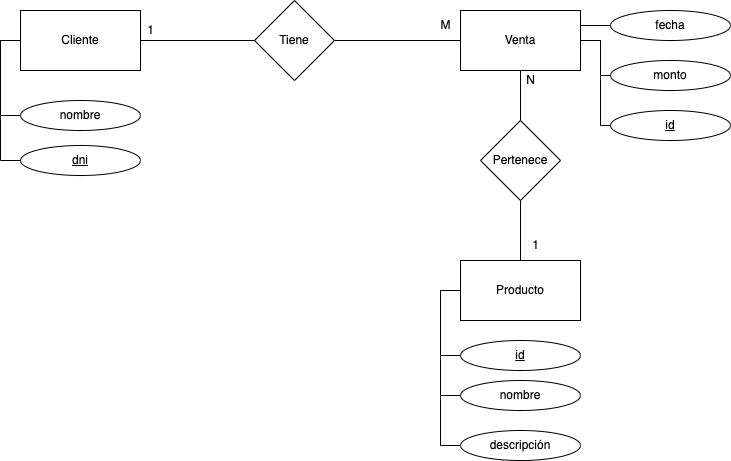 Cliente
1
Tiene
M
Venta
fecha
monto
id
nombre
dni
N
Pertenece
1
Producto
id
nombre
descripción